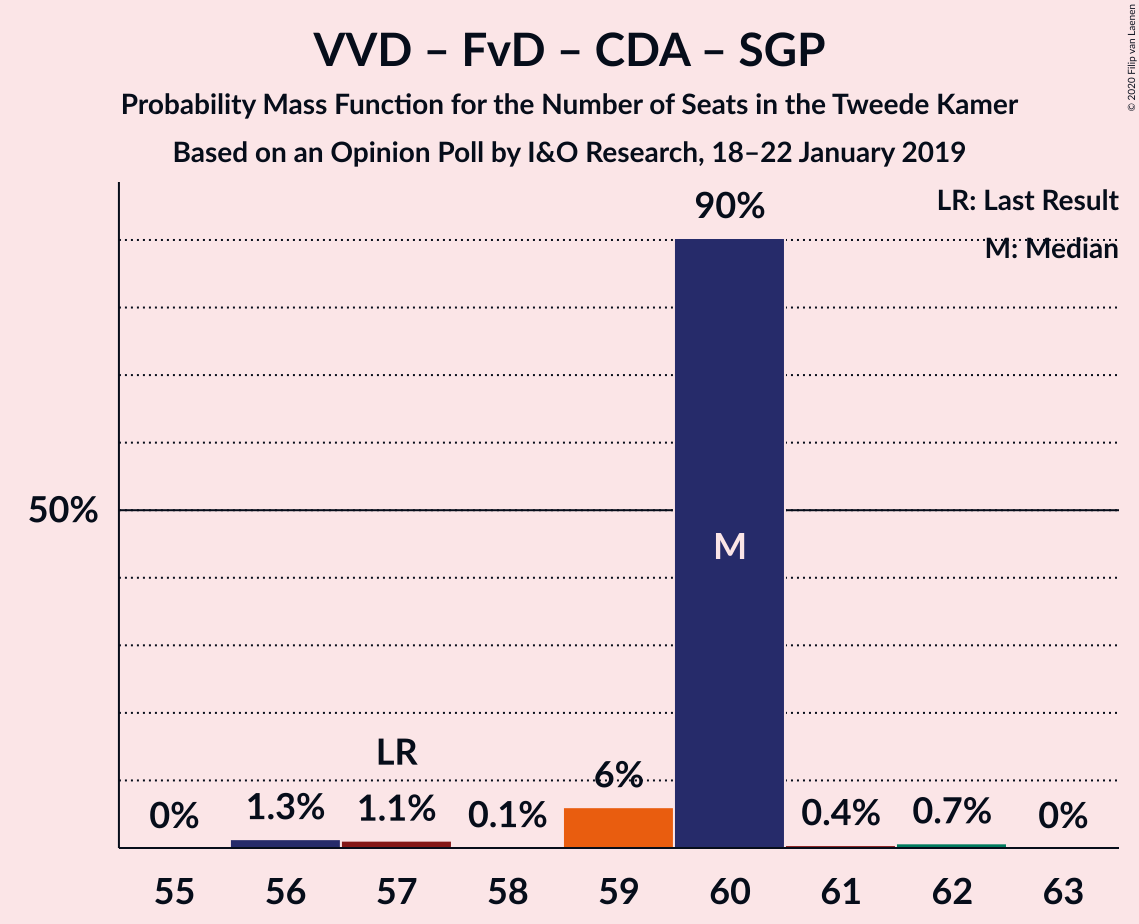 VVD – FvD – CDA – SGP
Probability Mass Function for the Number of Seats in the Tweede Kamer
Based on an Opinion Poll by I&O Research, 18–22 January 2019
© 2020 Filip van Laenen
LR: Last Result
M: Median
90%
50%
M
LR
0%
1.3%
1.1%
0.1%
6%
0.4%
0.7%
0%
55 56 57 58 59 60 61 62 63